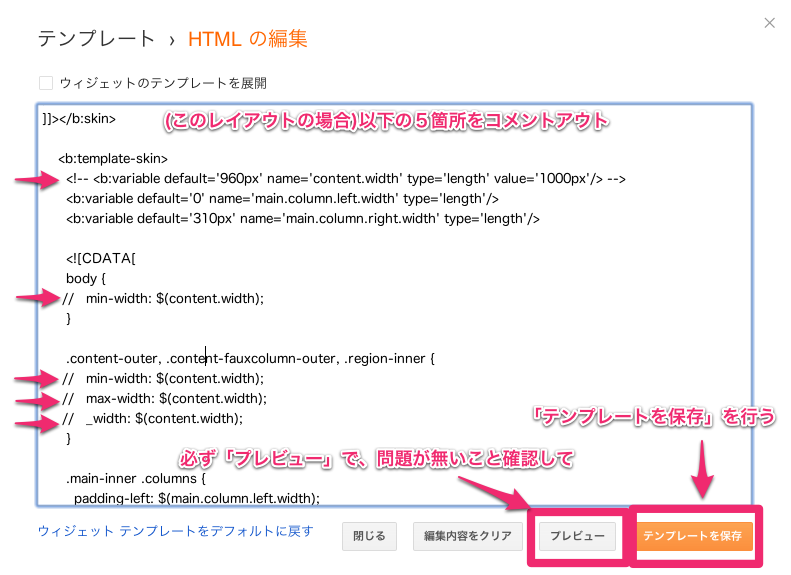 テンプレート › HTML の編集
ウィジェットのテンプレートを展開
]]></b:skin>
(このレイアウトの場合)以下の５箇所をコメントアウト
<b:template-skin>
<!-- <b:variable default='960px' name='content.width' type='length' value='1000px'/> -->
<b:variable default='0' name='main.column.left.width' type='length'/>
<b:variable default='310px' name='main.column.right.width' type='length'/>
<![CDATA[
body {
// min-width: $(content.width);
}
.content-outer, .content-fauxcolumn-outer, .region-inner {
// min-width: $(content.width);
// max-width: $(content.width);
// _width: $(content.width);
}
「テンプレートを保存」を行う
必ず「プレビュー」で、問題が無いこと確認して
.main-inner .columns {
padding-left: $(main.column.left.width);
ウィジェット テンプレートをデフォルトに戻す
閉じる
編集内容をクリア
プレビュー
テンプレートを保存